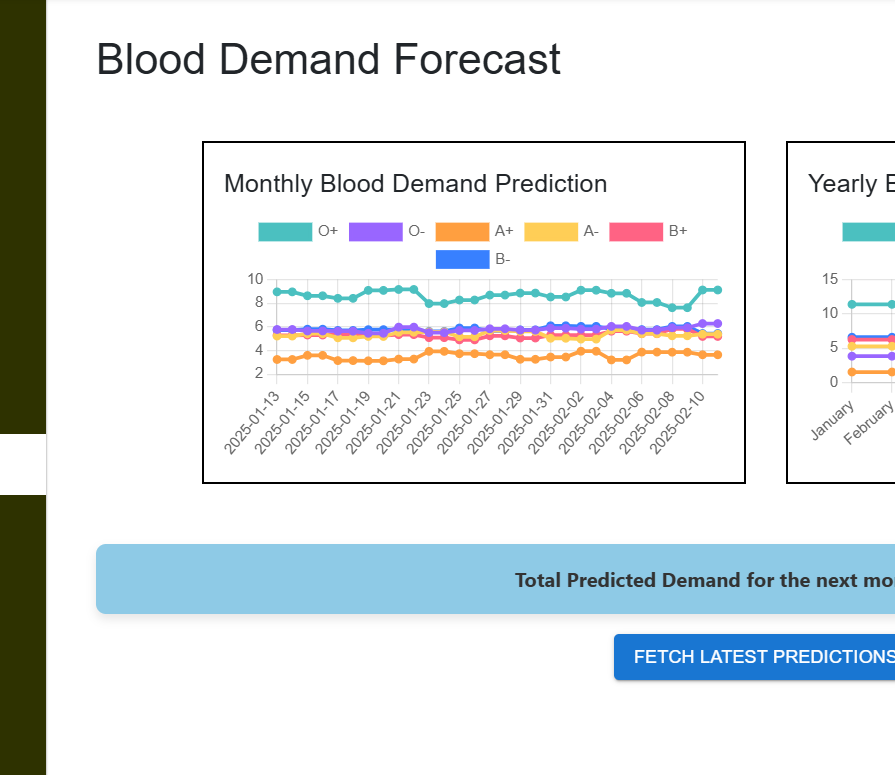 Blood Demand Forecast
Monthly Blood Demand Prediction
O+ O- A+ A- B+
B-
10
8
6
4
2
2025-01-13 2025-01-15 2025-01-17 2025-01-19 2025-01-21 2025-01-23 2025-01-25 2025-01-27 2025-01-29 2025-01-31 2025-02-02 2025-02-04 2025-02-06 2025-02-08 2025-02-10
Yearly
15
10
5
0
January February
Total Predicted Demand for the next mo
FETCH LATEST PREDICTIONS